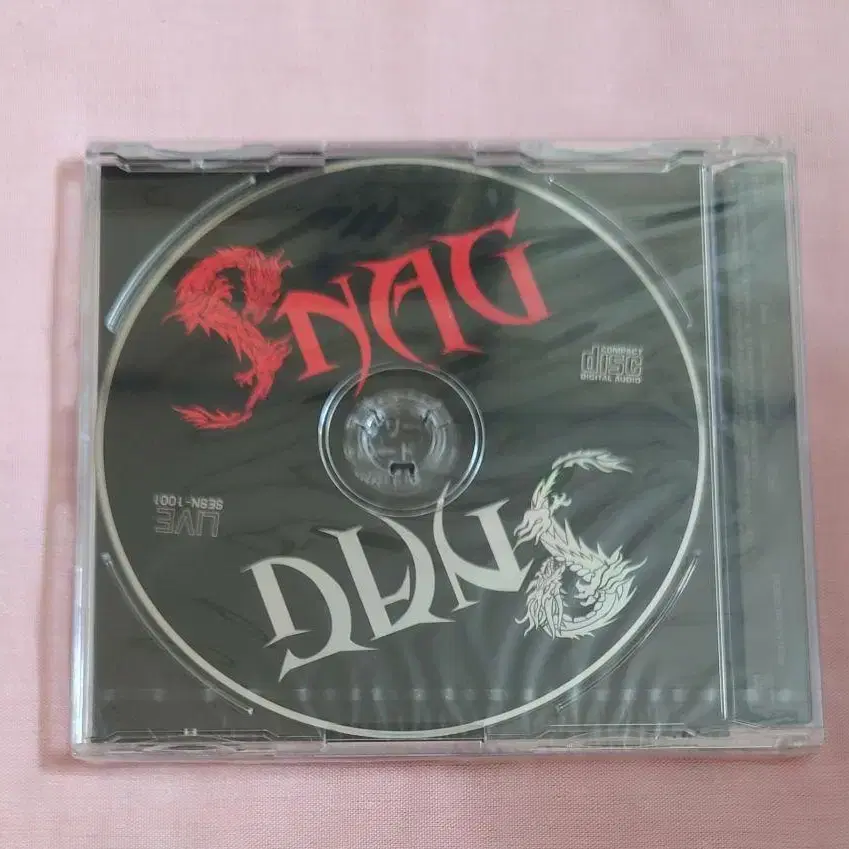 SNAG
COMPACT
disc
DIGITAL AUDIO
SESN-1001
LIVE
SNAG